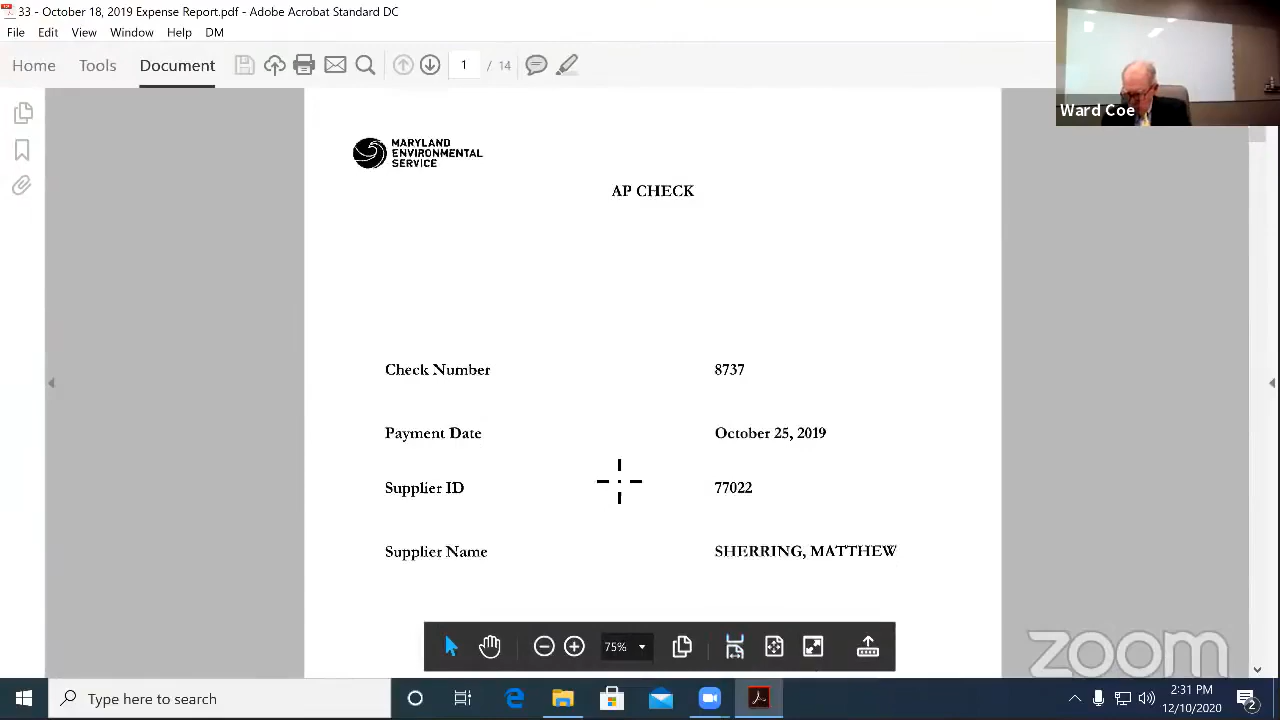 33 - October 18, 2019 Expense Report.pdf - Adobe Acrobat Standard DC
File Edit View Window Help DM
Home Tools Document 1 / 14
Ward Coe
MARYLAND
ENVIRONMENTAL
SERVICE
AP CHECK
Check Number 8737
Payment Date October 25, 2019
Supplier ID 77022
Supplier Name SHERRING, MATTHEW
75%
zoom
Type here to search
2:31 PM
12/10/2020
2